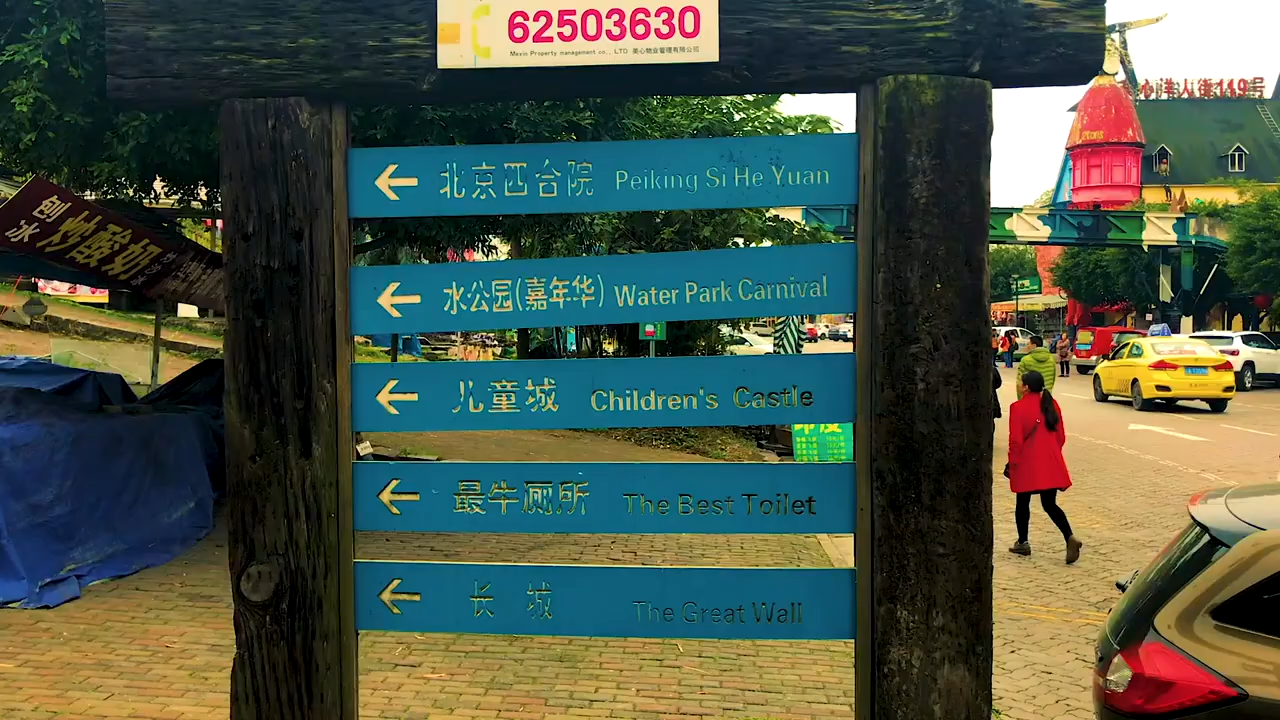 62503630
Mexin Property management co., LTD 美心物业管理有限公司
心洋人街119号
刨冰 炒酸奶
北京四合院 Peiking Si He Yuan
水公园(嘉年华) Water Park Carnival
儿童城 Children's Castle
最牛厕所 The Best Toilet
长城 The Great Wall